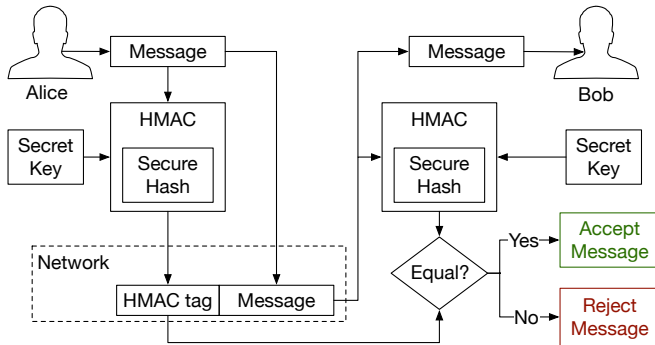 Message
Message
Alice
Bob
HMAC
HMAC
Secret
Key
Secure
Hash
Secure
Hash
Secret
Key
Network
HMAC tag
Message
Equal?
Yes
Accept
Message
No
Reject
Message